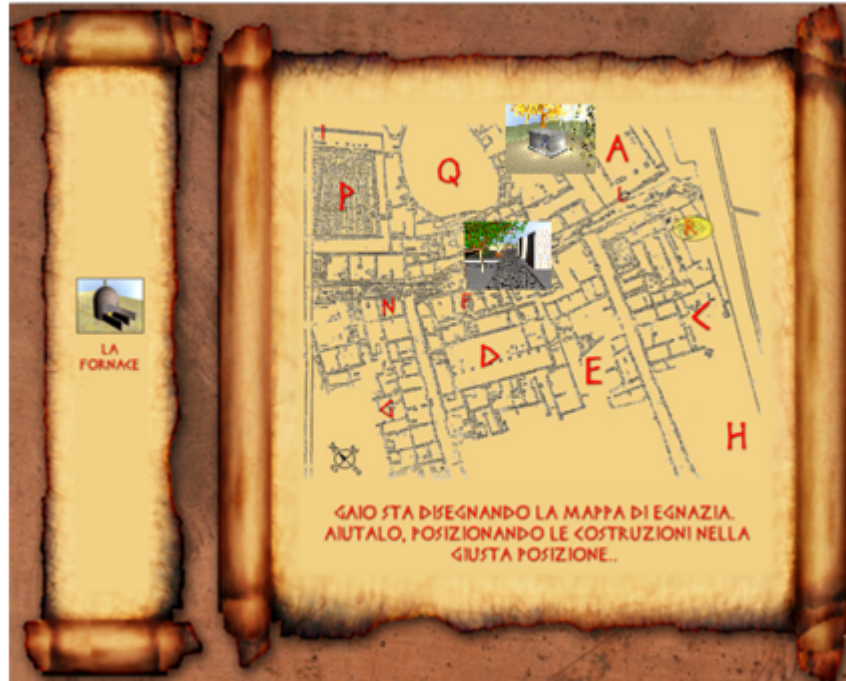 LA
FORNACE
I
A
Q
P
L
R
N
F
C
D
E
G
H
GAIO STA DISEGNANDO LA MAPPA DI EGNAZIA.
AIUTALO, POSIZIONANDO LE COSTRUZIONI NELLA
GIUSTA POSIZIONE..